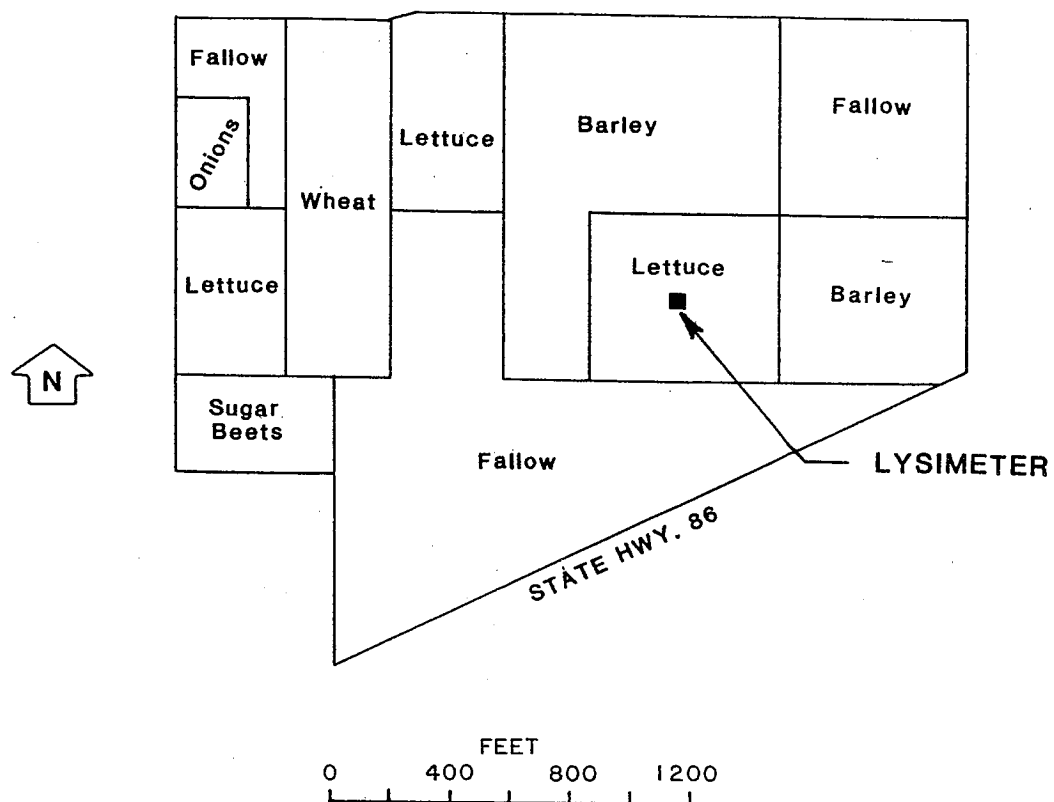 Fallow
Onions
Wheat
Lettuce
Barley
Fallow
Lettuce
Lettuce
Barley
N
Sugar
Beets
Fallow
LYSIMETER
STATE HWY. 86
FEET
0 400 800 1200